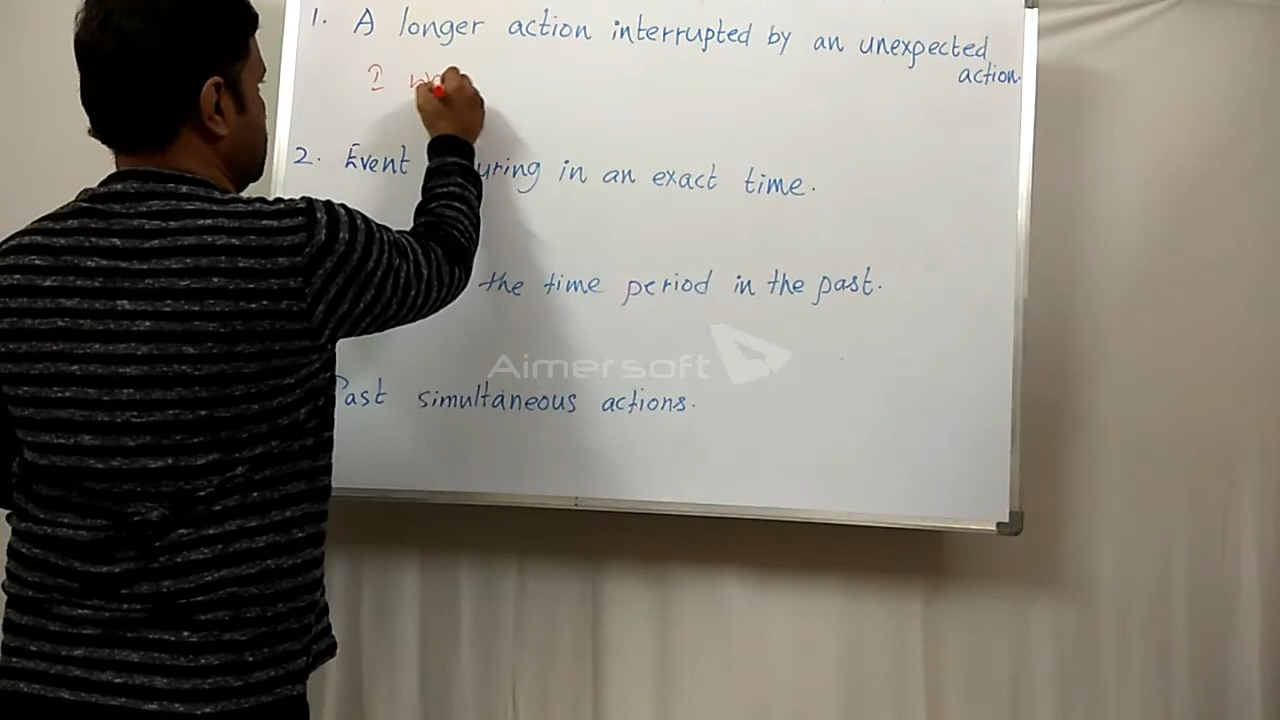 1. A longer action interrupted by an unexpected
action.
I
2. Event in an exact time.
the time period in the past.
Aimersoft
Past simultaneous actions.